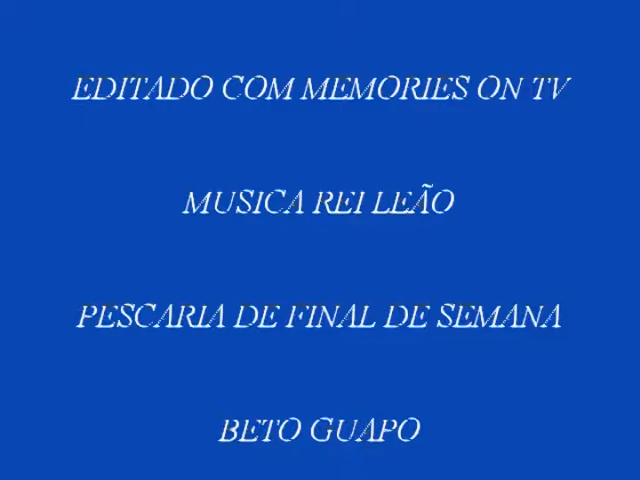 EDITADO COM MEMORIES ON TV
MUSICA REI LEÃO
PESCARIA DE FINAL DE SEMANA
BETO GUAPO